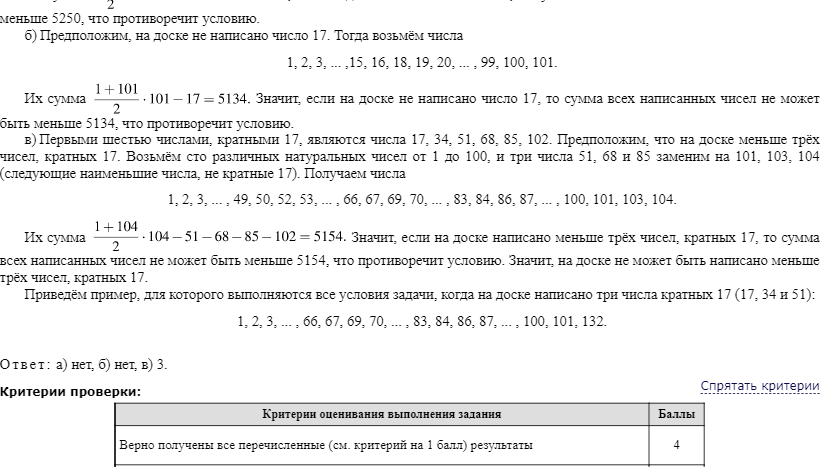 2
меньше 5250, что противоречит условию.
б) Предположим, на доске не написано число 17. Тогда возьмём числа
1, 2, 3, ... ,15, 16, 18, 19, 20, ... , 99, 100, 101.
Их сумма (1 + 101)/2 · 101 − 17 = 5134. Значит, если на доске не написано число 17, то сумма всех написанных чисел не может
быть меньше 5134, что противоречит условию.
в) Первыми шестью числами, кратными 17, являются числа 17, 34, 51, 68, 85, 102. Предположим, что на доске меньше трёх
чисел, кратных 17. Возьмём сто различных натуральных чисел от 1 до 100, и три числа 51, 68 и 85 заменим на 101, 103, 104
(следующие наименьшие числа, не кратные 17). Получаем числа
1, 2, 3, ... , 49, 50, 52, 53, ... , 66, 67, 69, 70, ... , 83, 84, 86, 87, ... , 100, 101, 103, 104.
Их сумма (1 + 104)/2 · 104 − 51 − 68 − 85 − 102 = 5154. Значит, если на доске написано меньше трёх чисел, кратных 17, то сумма
всех написанных чисел не может быть меньше 5154, что противоречит условию. Значит, на доске не может быть написано меньше
трёх чисел, кратных 17.
Приведём пример, для которого выполняются все условия задачи, когда на доске написано три числа кратных 17 (17, 34 и 51):
1, 2, 3, ... , 66, 67, 69, 70, ... , 83, 84, 86, 87, ... , 100, 101, 132.
Ответ: а) нет, б) нет, в) 3.
Спрятать критерии
Критерии проверки:
Критерии оценивания выполнения задания Баллы
Верно получены все перечисленные (см. критерий на 1 балл) результаты 4